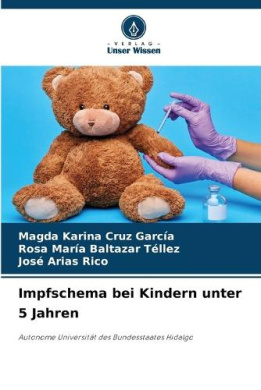 - VERLAG -
Unser Wissen
Magda Karina Cruz García
Rosa María Baltazar Téllez
José Arias Rico
Impfschema bei Kindern unter
5 Jahren
Autonome Universität des Bundesstaates Hidalgo